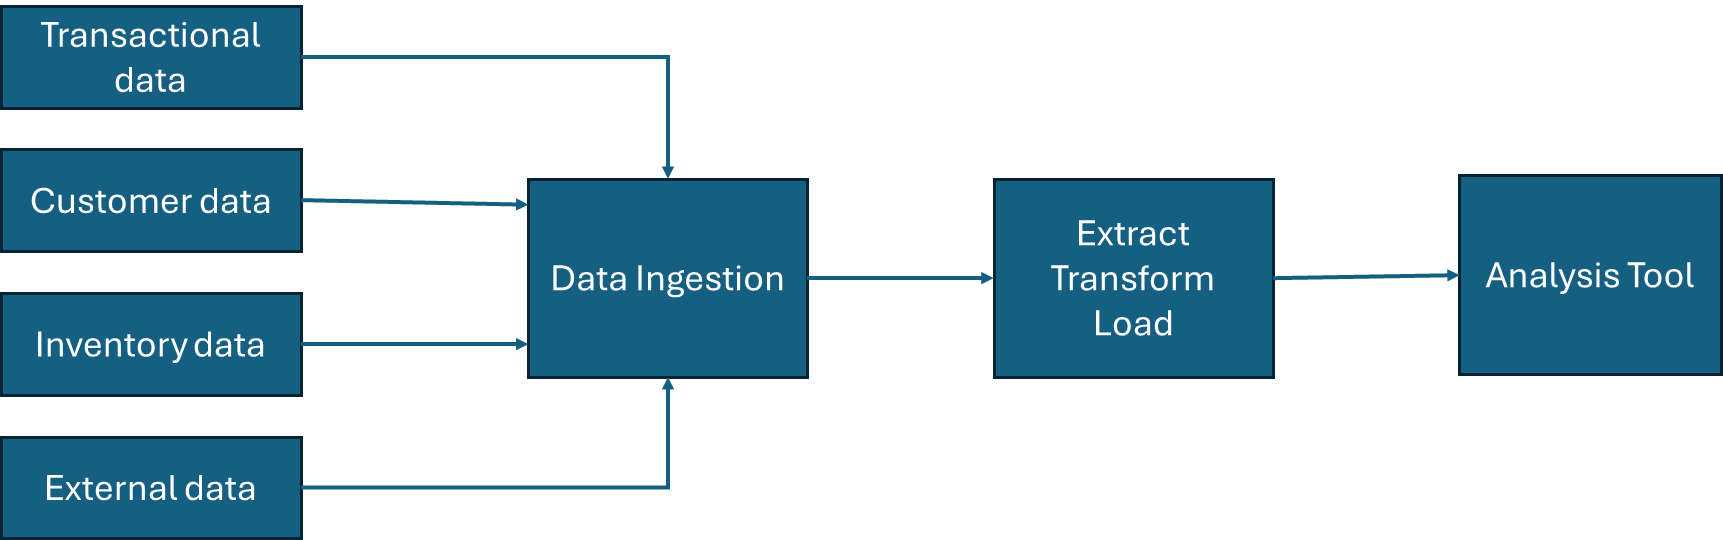 Transactional
data
Customer data
Inventory data
External data
Data Ingestion
Extract
Transform
Load
Analysis Tool